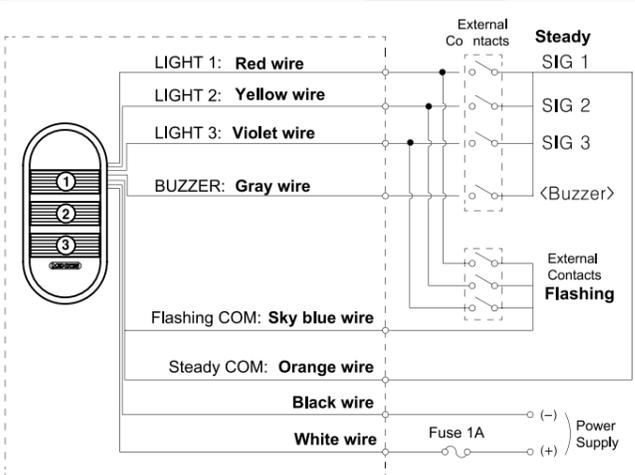 External
Contacts
Steady
LIGHT 1: Red wire
SIG 1
LIGHT 2: Yellow wire
SIG 2
LIGHT 3: Violet wire
SIG 3
BUZZER: Gray wire
<Buzzer>
1
2
3
External
Contacts
Flashing
Flashing COM: Sky blue wire
Steady COM: Orange wire
Black wire
(−)
White wire
Fuse 1A
(+)
Power
Supply